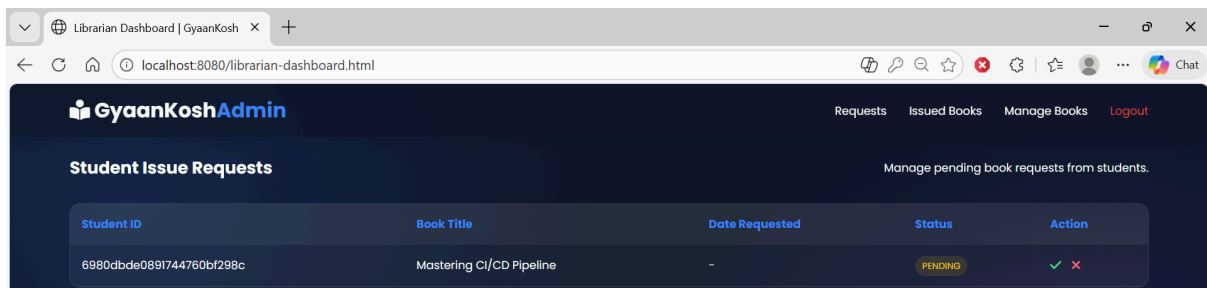 Librarian Dashboard | GyaanKosh
localhost:8080/librarian-dashboard.html
Chat
GyaanKoshAdmin
Requests Issued Books Manage Books Logout
Student Issue Requests
Manage pending book requests from students.
Student ID Book Title Date Requested Status Action
6980dbde0891744760bf298c Mastering CI/CD Pipeline - PENDING